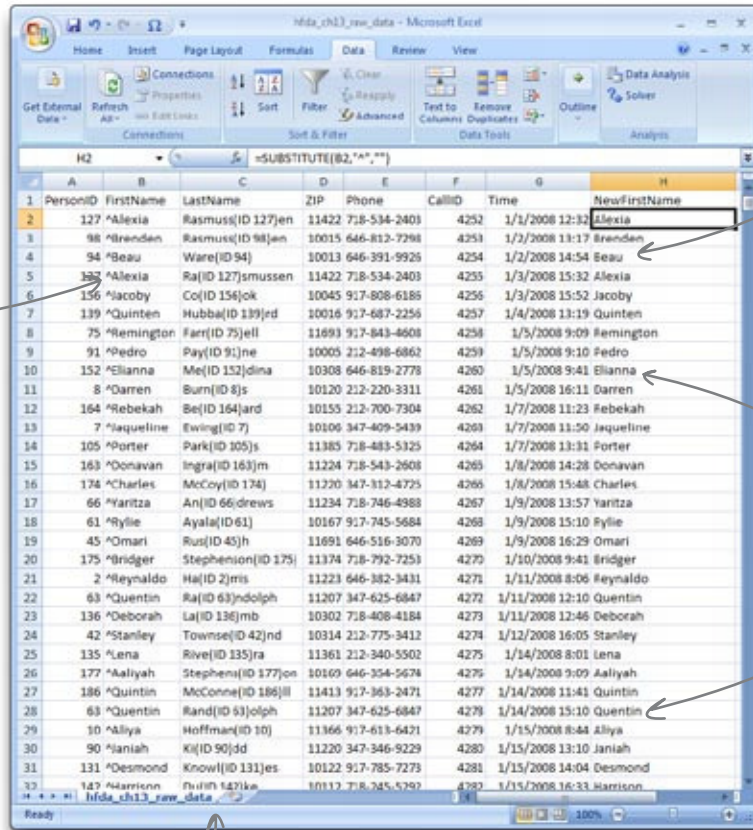 hfda_ch13_raw_data - Microsoft Excel
Home Insert Page Layout Formulas Data Review View
Get External Data Refresh All Connections Properties Edit Links Sort Filter Clear Reapply Advanced Text to Columns Remove Duplicates Outline Data Analysis Solver
Connections Sort & Filter Data Tools Analysis
H2 =SUBSTITUTE(B2,"^","")
A B C D E F G H
1 PersonID FirstName LastName ZIP Phone CallID Time NewFirstName
2 127 ^Alexia Rasmuss(ID 127)en 11422 718-534-2403 4252 1/1/2008 12:32 Alexia
3 98 ^Brenden Rasmuss(ID 98)en 10015 646-812-7298 4253 1/2/2008 13:17 Brenden
4 94 ^Beau Ware(ID 94) 10013 646-391-9926 4254 1/2/2008 14:54 Beau
5 127 ^Alexia Ra(ID 127)smussen 11422 718-534-2403 4255 1/3/2008 15:32 Alexia
6 156 ^Jacoby Co(ID 156)ok 10045 917-808-6186 4256 1/3/2008 15:52 Jacoby
7 139 ^Quinten Hubba(ID 139)rd 10016 917-687-2256 4257 1/4/2008 13:19 Quinten
8 75 ^Remington Farr(ID 75)ell 11693 917-843-4608 4258 1/5/2008 9:09 Remington
9 91 ^Pedro Pay(ID 91)ne 10005 212-498-6862 4259 1/5/2008 9:10 Pedro
10 152 ^Elianna Me(ID 152)dina 10308 646-819-2778 4260 1/5/2008 9:41 Elianna
11 8 ^Darren Burn(ID 8)s 10120 212-220-3311 4261 1/5/2008 16:11 Darren
12 164 ^Rebekah Be(ID 164)ard 10155 212-700-7304 4262 1/7/2008 11:23 Rebekah
13 7 ^Jaqueline Ewing(ID 7) 10106 347-409-5439 4263 1/7/2008 11:50 Jaqueline
14 105 ^Porter Park(ID 105)s 11385 718-483-5325 4264 1/7/2008 13:31 Porter
15 163 ^Donavan Ingra(ID 163)m 11224 718-543-2608 4265 1/8/2008 14:28 Donavan
16 174 ^Charles McCoy(ID 174) 11220 347-312-4725 4266 1/8/2008 15:48 Charles
17 66 ^Yaritza An(ID 66)drews 11234 718-746-4988 4267 1/9/2008 13:57 Yaritza
18 61 ^Rylie Ayala(ID 61) 10167 917-745-5684 4268 1/9/2008 15:10 Rylie
19 45 ^Omari Rus(ID 45)h 11691 646-516-3070 4269 1/9/2008 16:29 Omari
20 175 ^Bridger Stephenson(ID 175) 11374 718-792-7253 4270 1/10/2008 9:41 Bridger
21 2 ^Reynaldo Ha(ID 2)rris 11223 646-382-3431 4271 1/11/2008 8:06 Reynaldo
22 63 ^Quentin Ra(ID 63)ndolph 11207 347-625-6847 4272 1/11/2008 12:10 Quentin
23 136 ^Deborah La(ID 136)mb 10302 718-408-4184 4273 1/11/2008 12:46 Deborah
24 42 ^Stanley Townse(ID 42)nd 10314 212-775-3412 4274 1/12/2008 16:05 Stanley
25 135 ^Lena Rive(ID 135)ra 11361 212-340-5502 4275 1/14/2008 8:01 Lena
26 177 ^Aaliyah Stephens(ID 177)on 10169 646-354-5674 4276 1/14/2008 9:09 Aaliyah
27 186 ^Quintin McConne(ID 186)ll 11413 917-363-2471 4277 1/14/2008 11:41 Quintin
28 63 ^Quentin Rand(ID 63)olph 11207 347-625-6847 4278 1/14/2008 15:10 Quentin
29 10 ^Aliya Hoffman(ID 10) 11366 917-613-6421 4279 1/15/2008 8:44 Aliya
30 90 ^Janiah Ki(ID 90)dd 11220 347-346-9229 4280 1/15/2008 13:10 Janiah
31 131 ^Desmond Knowl(ID 131)es 10122 917-785-7273 4281 1/15/2008 14:04 Desmond
32 142 ^Harrison Du(ID 142)ke 10112 718-245-5292 4282 1/15/2008 16:33 Harrison
hfda_ch13_raw_data
Ready 100%